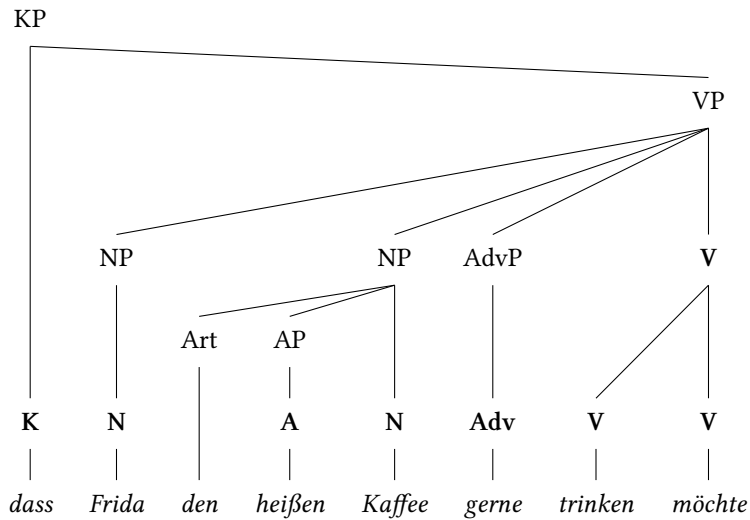 KP
VP
NP NP AdvP V
Art AP
K N A N Adv V V
dass Frida den heißen Kaffee gerne trinken möchte